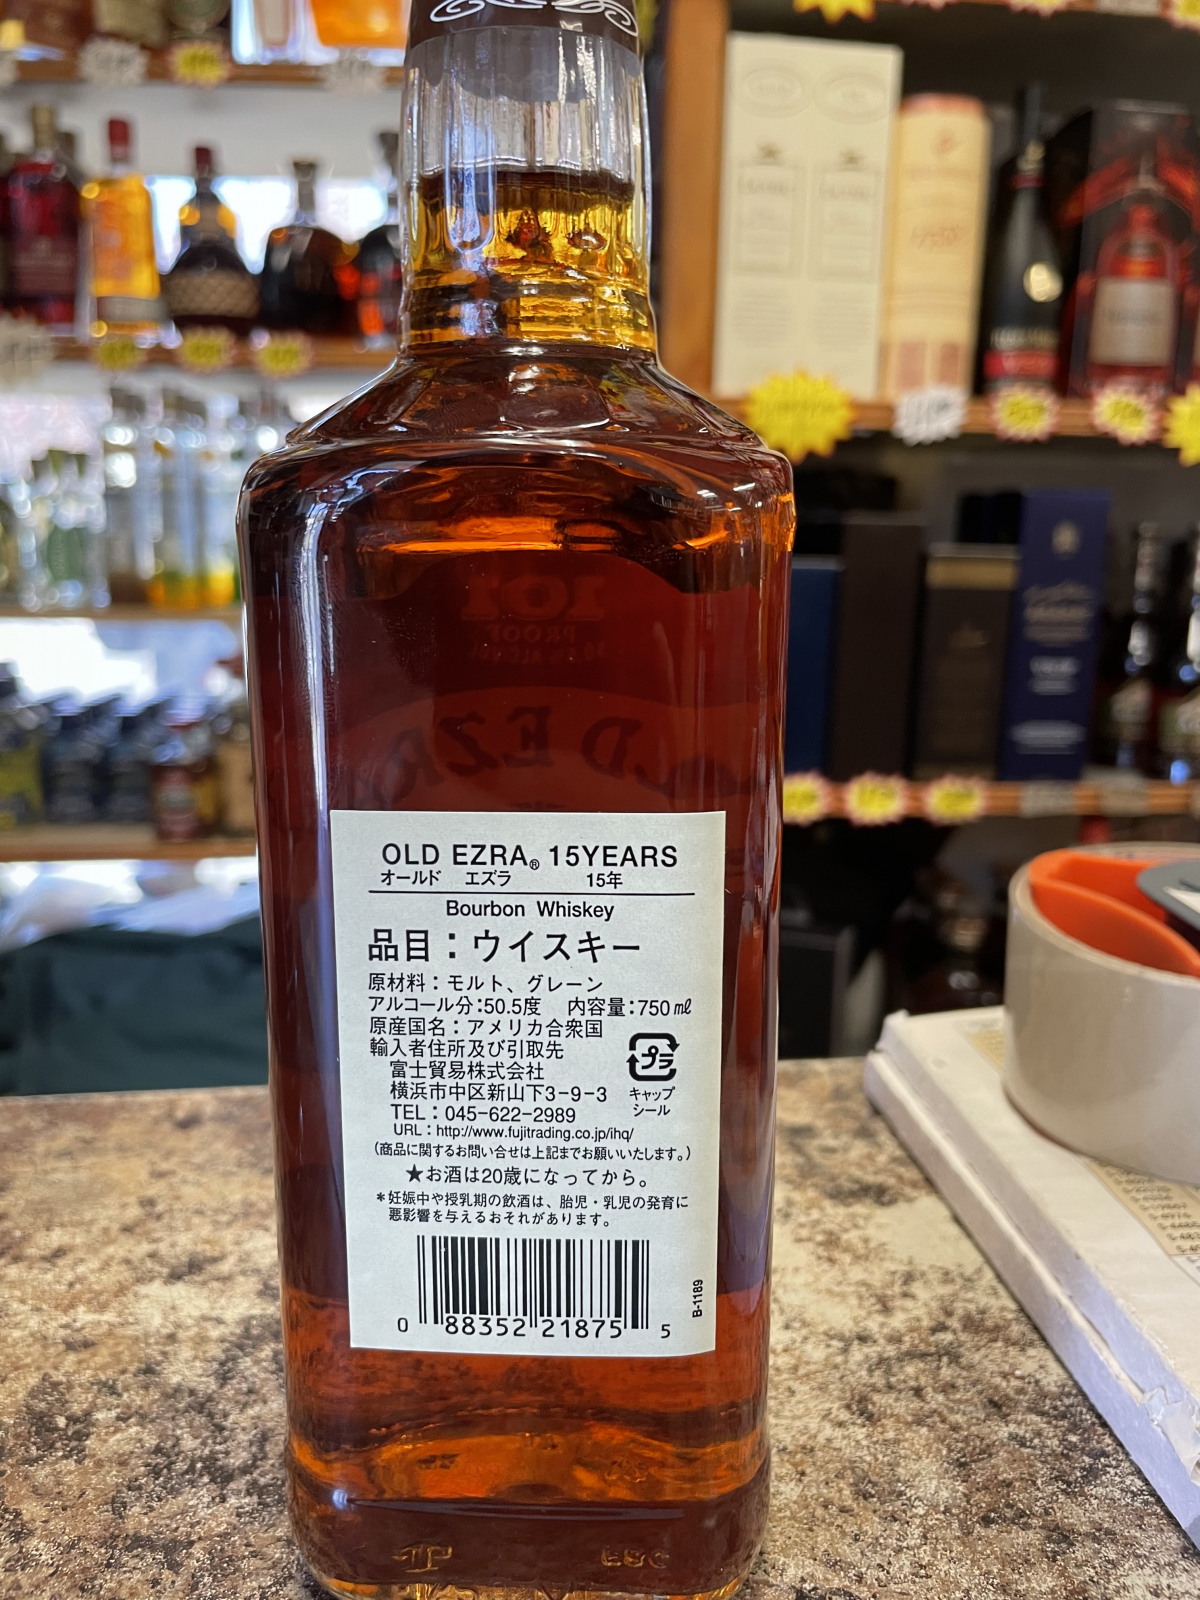 101
PROOF
OLD EZRA
OLD EZRA® 15YEARS
オールド エズラ 15年
Bourbon Whiskey
品目：ウイスキー
原材料：モルト、グレーン
アルコール分：50.5度 内容量：750㎖
原産国名：アメリカ合衆国
輸入者住所及び引取先
富士貿易株式会社
横浜市中区新山下3-9-3
TEL：045-622-2989
URL：http://www.fujitrading.co.jp/ihq/
プラ
キャップ
シール
（商品に関するお問い合せは上記までお願いいたします。）
★お酒は20歳になってから。
＊妊娠中や授乳期の飲酒は、胎児・乳児の発育に
悪影響を与えるおそれがあります。
B-1189
0 88352 21875 5